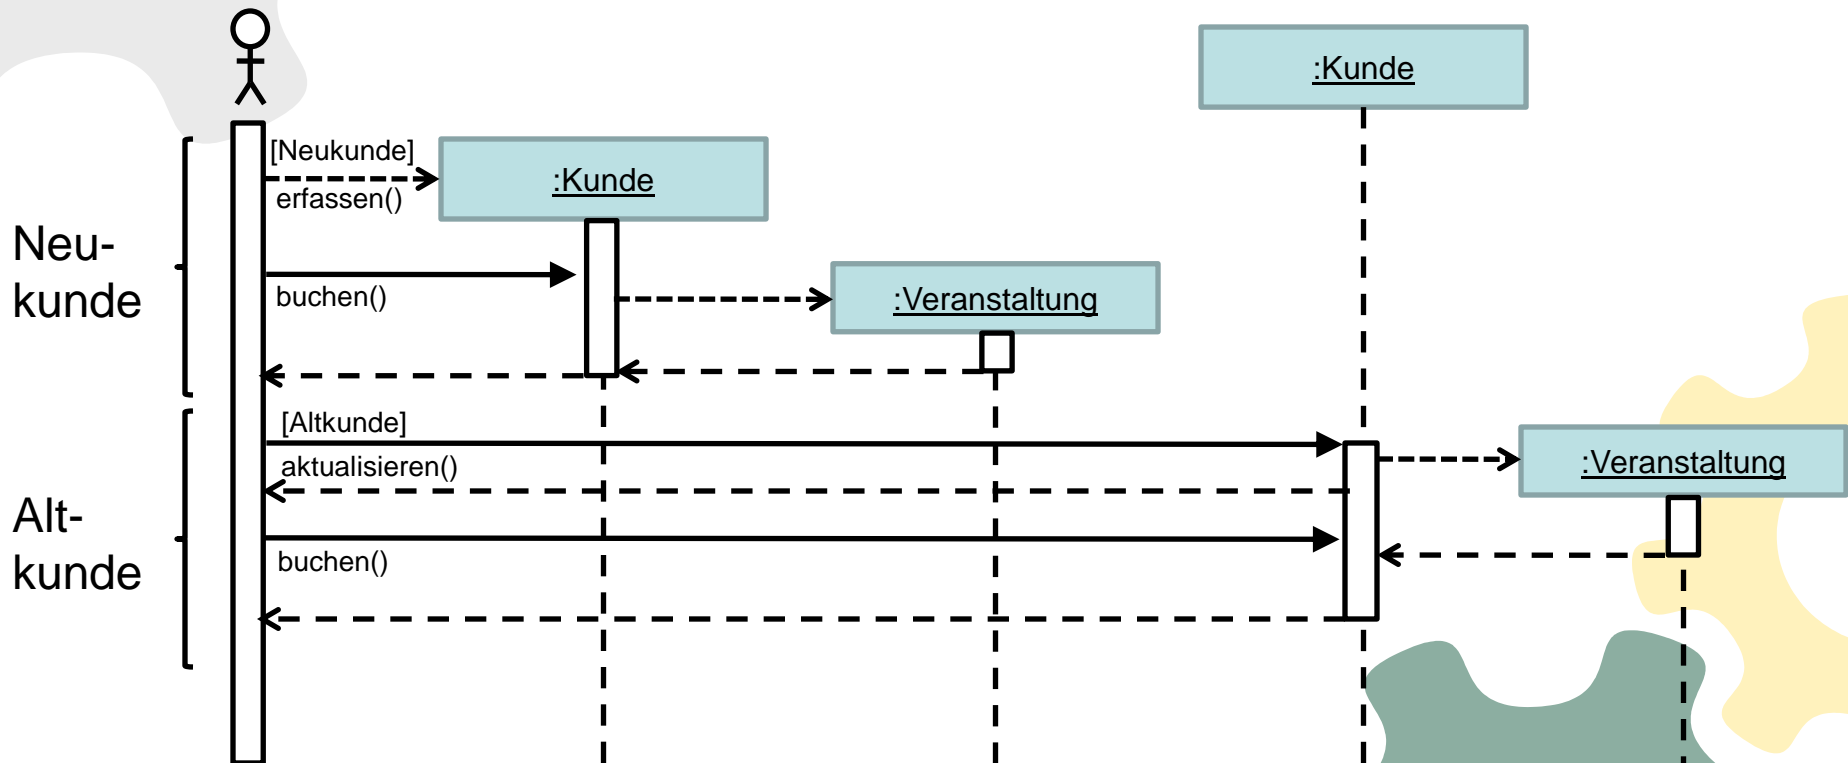 :Kunde
[Neukunde]
erfassen()
:Kunde
Neu-
kunde
buchen()
:Veranstaltung
[Altkunde]
aktualisieren()
:Veranstaltung
Alt-
kunde
buchen()